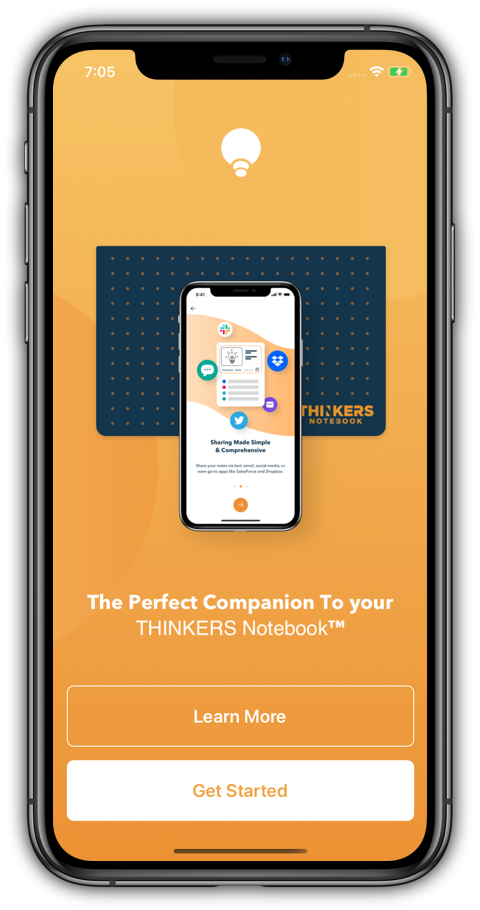 7:05
9:41
THINKERS
NOTEBOOK
Sharing Made Simple
& Comprehensive
Share your notes via text, email, social media, or
even go to apps like SalesForce and Dropbox.
The Perfect Companion To your
THINKERS Notebook™
Learn More
Get Started